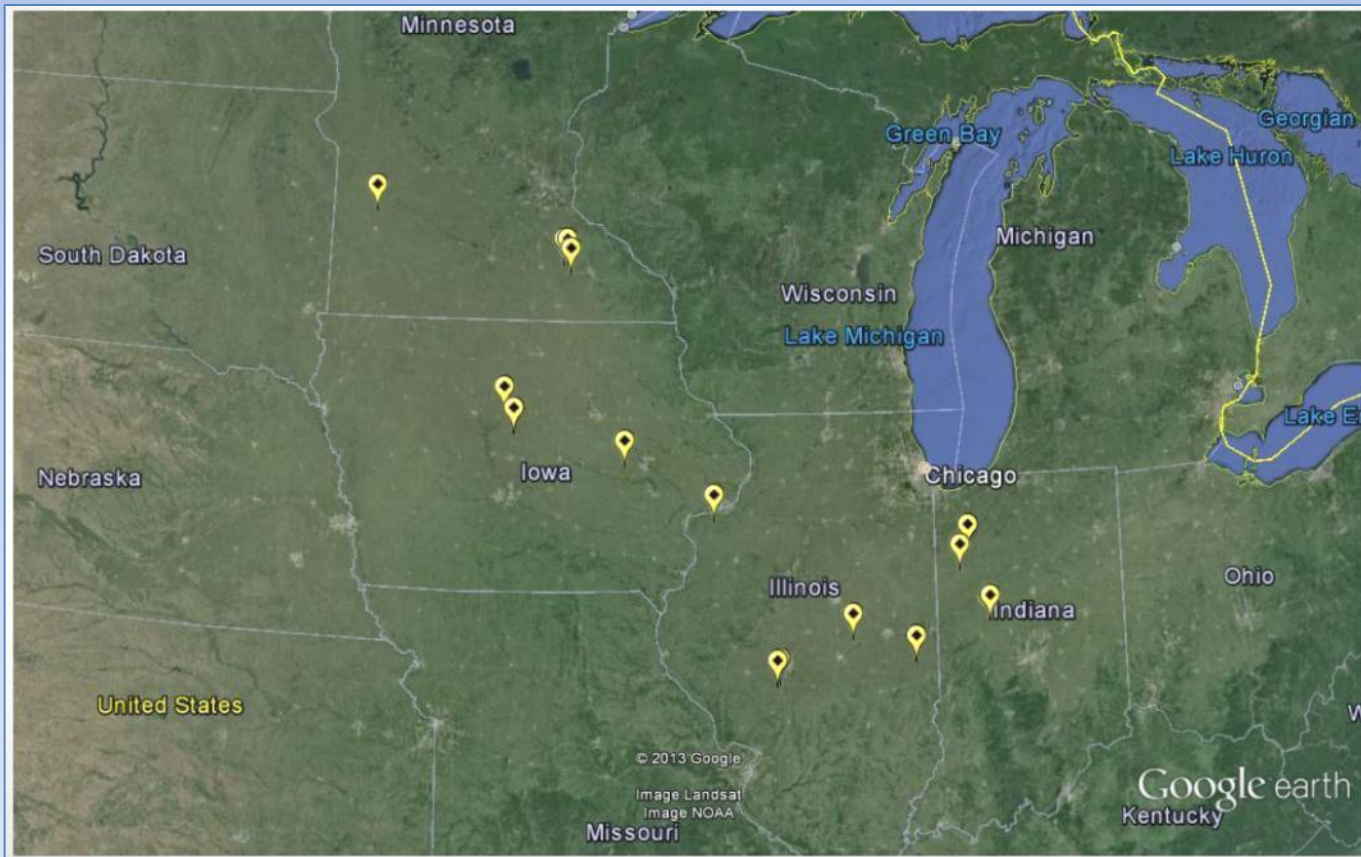 Minnesota
Green Bay
Georgian
Lake Huron
South Dakota
Michigan
Wisconsin
Lake Michigan
Lake E
Nebraska
Iowa
Chicago
Illinois
Indiana
Ohio
United States
W
© 2013 Google
Image Landsat
Image NOAA
Google earth
Kentucky
Missouri